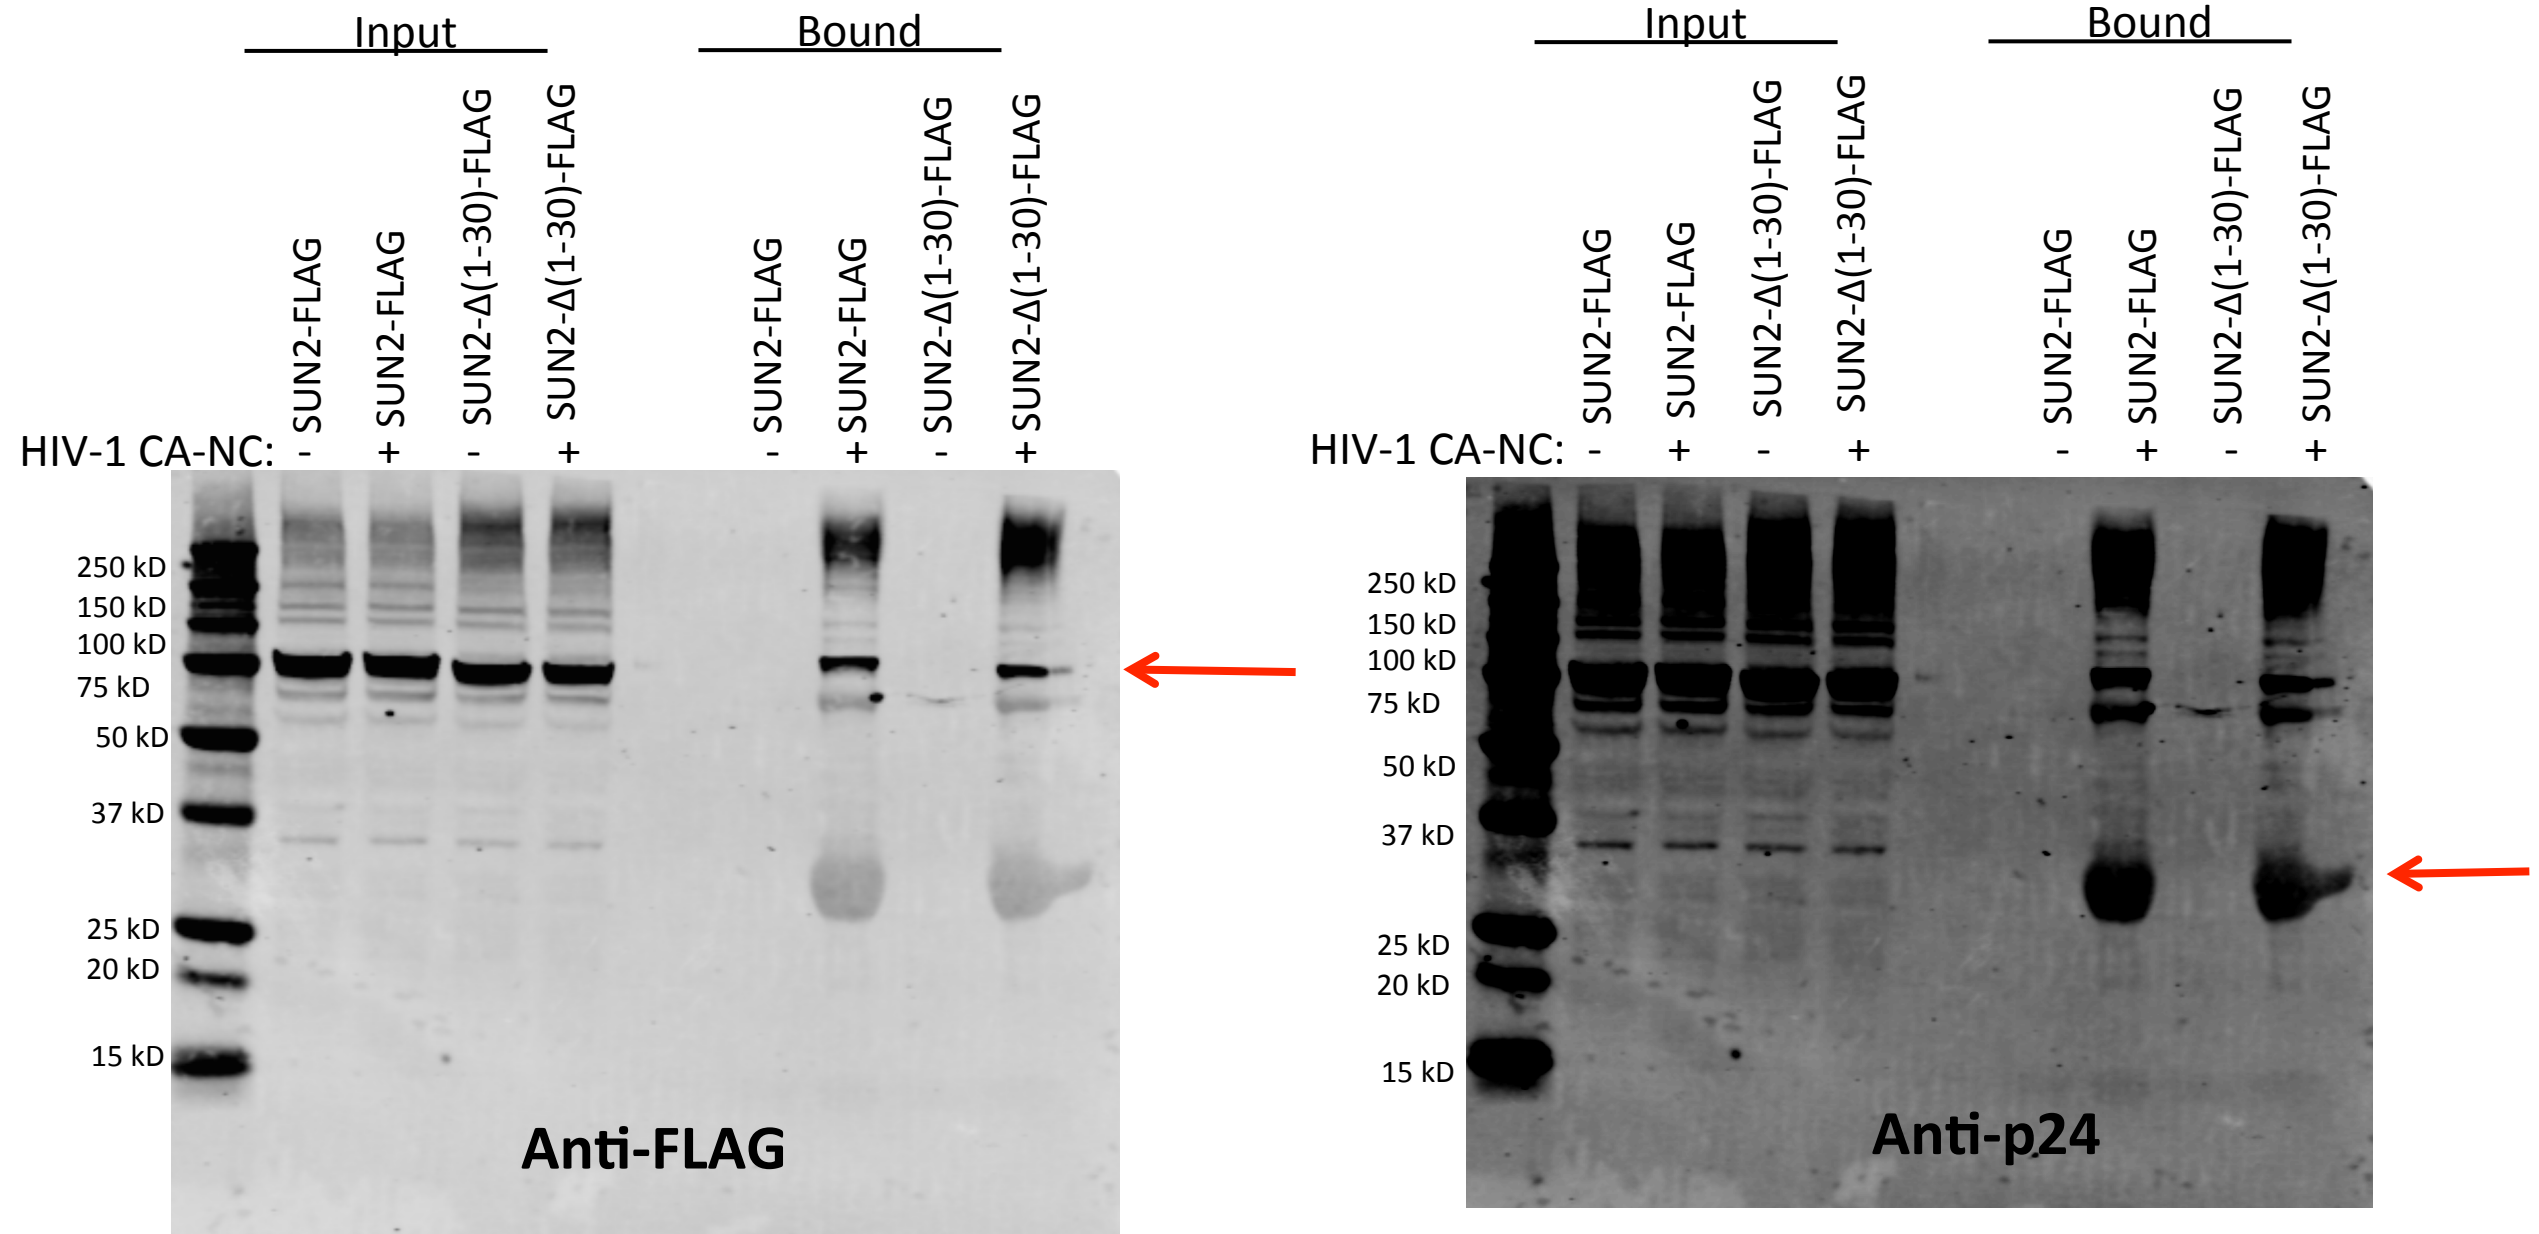 Input
Bound
SUN2-FLAG
SUN2-FLAG
SUN2-Δ(1-30)-FLAG
SUN2-Δ(1-30)-FLAG
SUN2-FLAG
SUN2-FLAG
SUN2-Δ(1-30)-FLAG
SUN2-Δ(1-30)-FLAG
HIV-1 CA-NC: - + - + - + - +
250 kD
150 kD
100 kD
75 kD
50 kD
37 kD
25 kD
20 kD
15 kD
Anti-FLAG
Input
Bound
SUN2-FLAG
SUN2-FLAG
SUN2-Δ(1-30)-FLAG
SUN2-Δ(1-30)-FLAG
SUN2-FLAG
SUN2-FLAG
SUN2-Δ(1-30)-FLAG
SUN2-Δ(1-30)-FLAG
HIV-1 CA-NC: - + - + - + - +
250 kD
150 kD
100 kD
75 kD
50 kD
37 kD
25 kD
20 kD
15 kD
Anti-p24